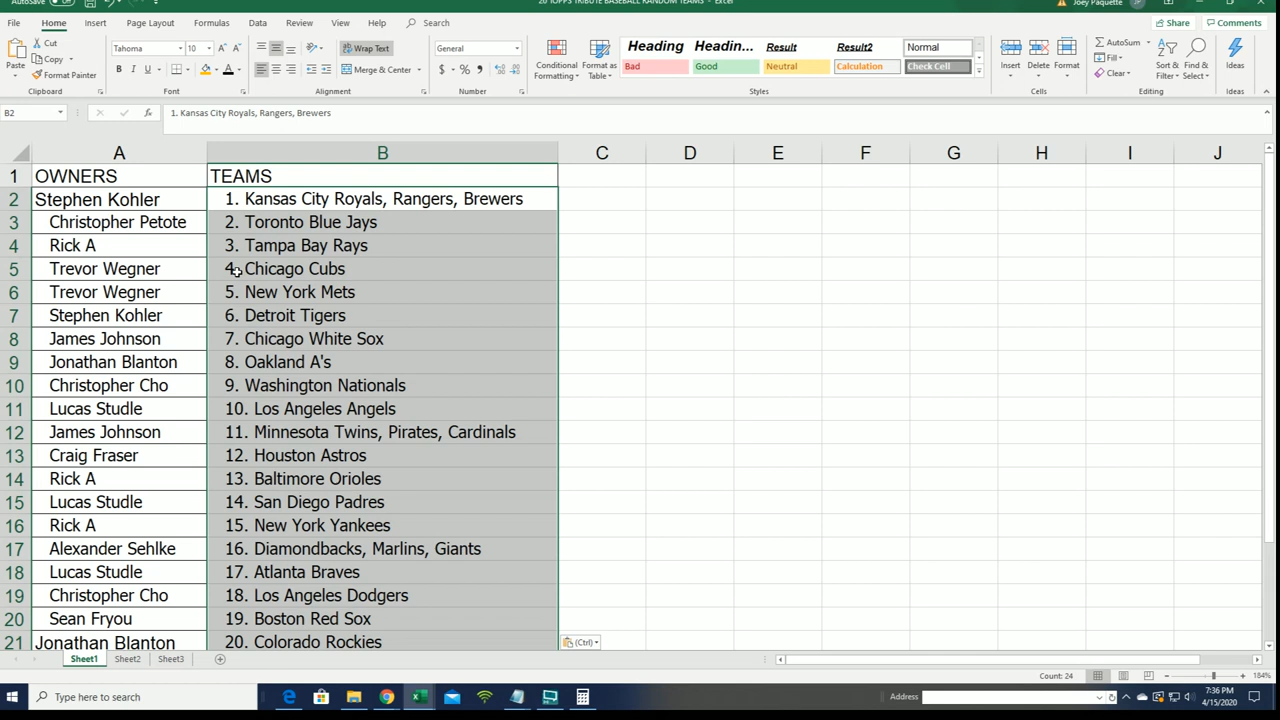 AutoSave Off 20 TOPPS TRIBUTE BASEBALL RANDOM TEAMS - Excel Joey Paquette
File Home Insert Page Layout Formulas Data Review View Help Search Share Comments
Paste Cut Copy Format Painter Clipboard
Tahoma 10 A A B I U Font
Wrap Text Merge & Center Alignment
General $ % , Number
Conditional Formatting Format as Table
Heading Headin... Result Result2 Normal
Bad Good Neutral Calculation Check Cell
Styles
Insert Delete Format Cells
AutoSum Fill Clear Sort & Filter Find & Select Editing
Ideas Ideas
B2 fx 1. Kansas City Royals, Rangers, Brewers
A B C D E F G H I J
1 OWNERS TEAMS
2 Stephen Kohler 1. Kansas City Royals, Rangers, Brewers
3 Christopher Petote 2. Toronto Blue Jays
4 Rick A 3. Tampa Bay Rays
5 Trevor Wegner 4. Chicago Cubs
6 Trevor Wegner 5. New York Mets
7 Stephen Kohler 6. Detroit Tigers
8 James Johnson 7. Chicago White Sox
9 Jonathan Blanton 8. Oakland A's
10 Christopher Cho 9. Washington Nationals
11 Lucas Studle 10. Los Angeles Angels
12 James Johnson 11. Minnesota Twins, Pirates, Cardinals
13 Craig Fraser 12. Houston Astros
14 Rick A 13. Baltimore Orioles
15 Lucas Studle 14. San Diego Padres
16 Rick A 15. New York Yankees
17 Alexander Sehlke 16. Diamondbacks, Marlins, Giants
18 Lucas Studle 17. Atlanta Braves
19 Christopher Cho 18. Los Angeles Dodgers
20 Sean Fryou 19. Boston Red Sox
21 Jonathan Blanton 20. Colorado Rockies
(Ctrl)
Sheet1 Sheet2 Sheet3
Count: 24 184%
Type here to search Address 7:36 PM
4/15/2020